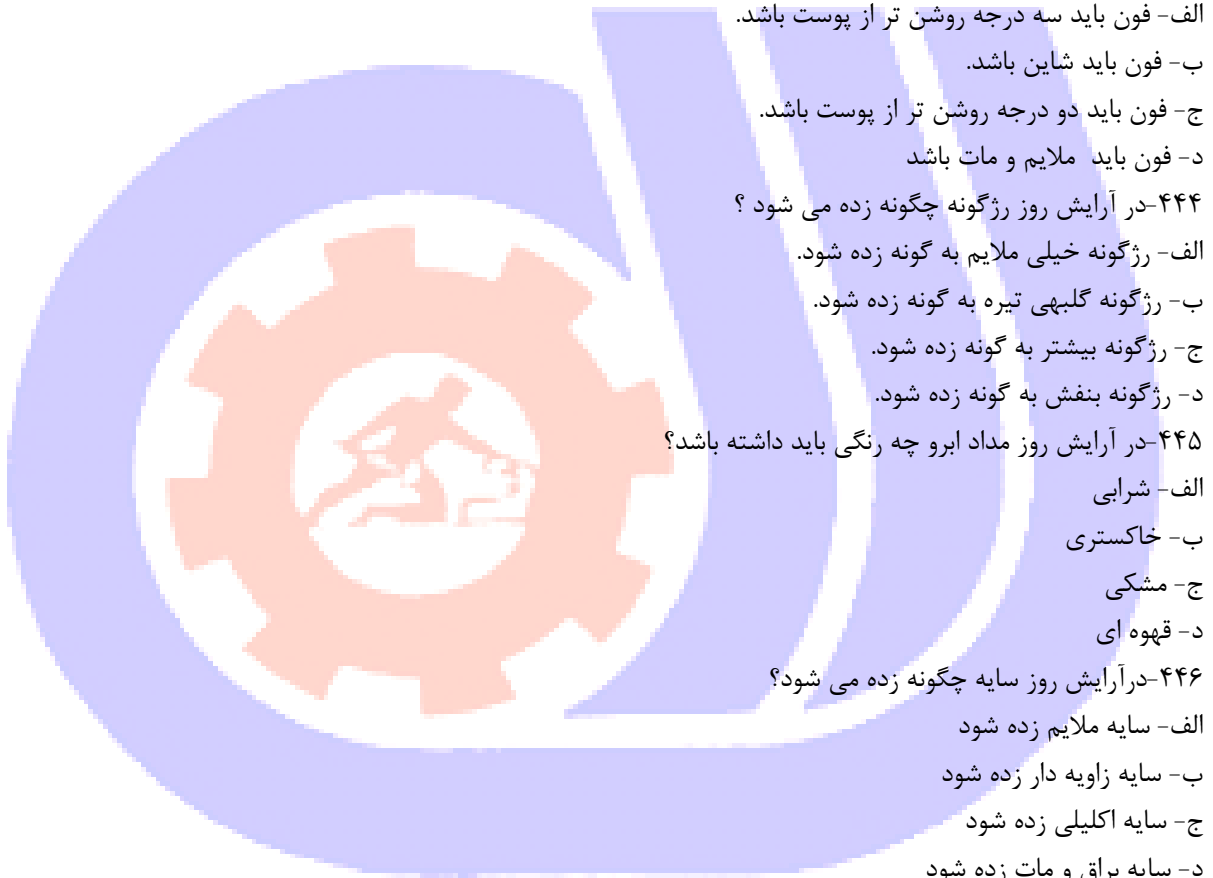 الف- فون باید سه درجه روشن تر از پوست باشد.
ب- فون باید شاین باشد.
ج- فون باید دو درجه روشن تر از پوست باشد.
د- فون باید ملایم و مات باشد
۴۴۴-در آرایش روز رژگونه چگونه زده می شود ؟
الف- رژگونه خیلی ملایم به گونه زده شود.
ب- رژگونه گلبهی تیره به گونه زده شود.
ج- رژگونه بیشتر به گونه زده شود.
د- رژگونه بنفش به گونه زده شود.
۴۴۵-در آرایش روز مداد ابرو چه رنگی باید داشته باشد؟
الف- شرابی
ب- خاکستری
ج- مشکی
د- قهوه ای
۴۴۶-درآرایش روز سایه چگونه زده می شود؟
الف- سایه ملایم زده شود
ب- سایه زاویه دار زده شود
ج- سایه اکلیلی زده شود
د- سایه براق و مات زده شود